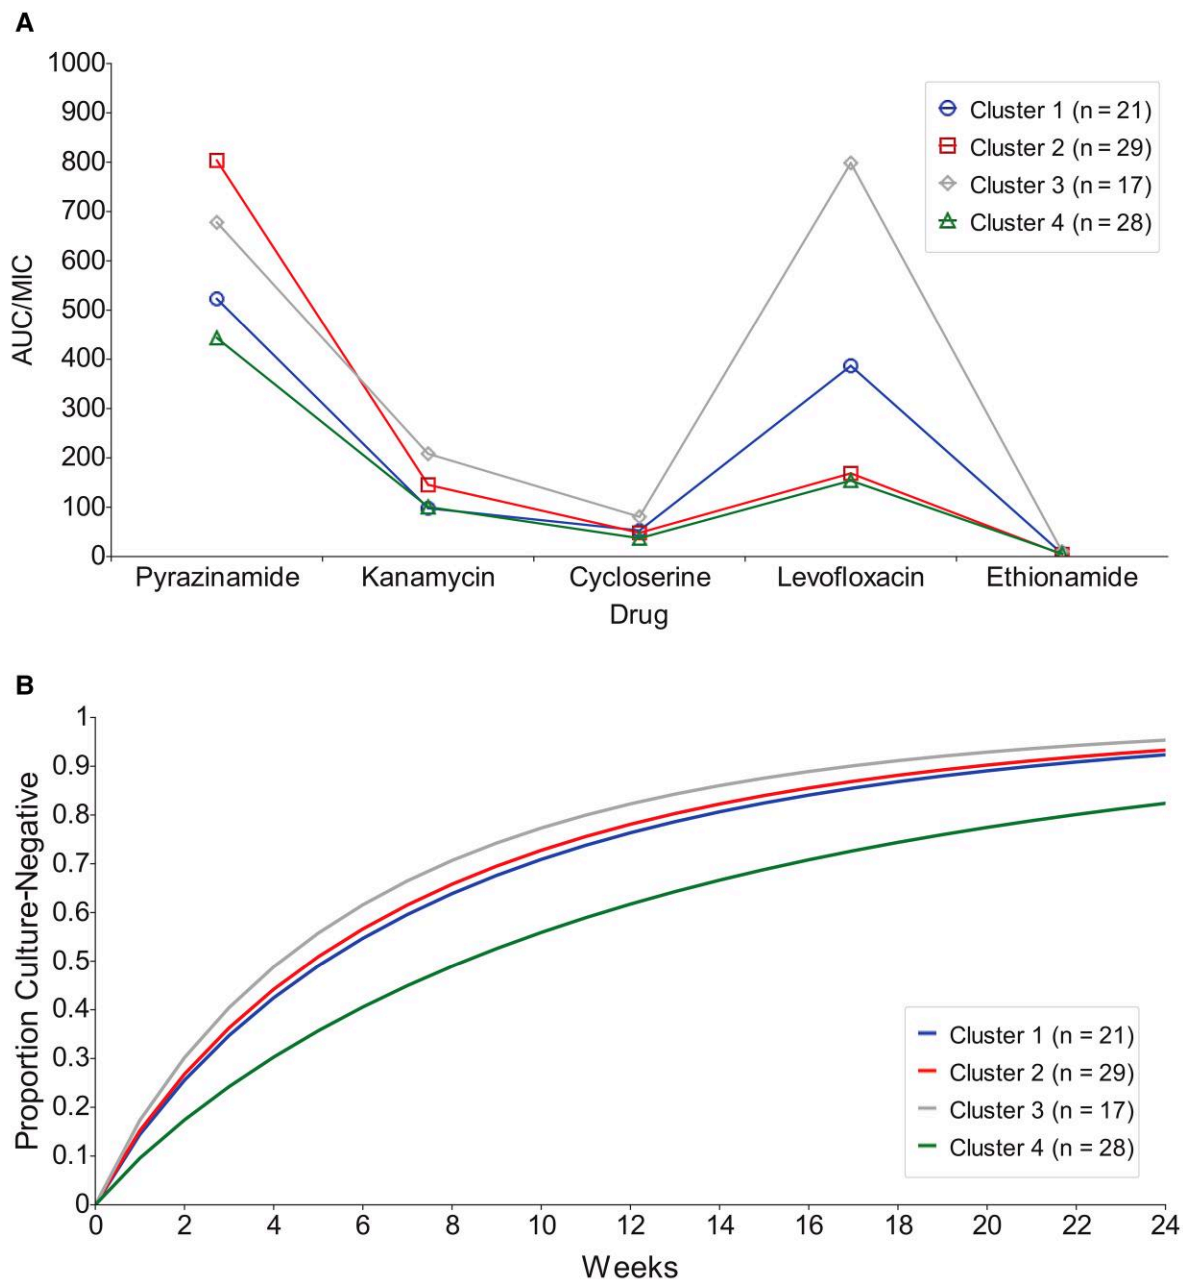 A
1000
900
800
700
600
500
400
300
200
100
0
AUC/MIC
Cluster 1 (n = 21)
Cluster 2 (n = 29)
Cluster 3 (n = 17)
Cluster 4 (n = 28)
Pyrazinamide Kanamycin Cycloserine Levofloxacin Ethionamide
Drug
B
1
0.9
0.8
0.7
0.6
0.5
0.4
0.3
0.2
0.1
0
Proportion Culture-Negative
Cluster 1 (n = 21)
Cluster 2 (n = 29)
Cluster 3 (n = 17)
Cluster 4 (n = 28)
0 2 4 6 8 10 12 14 16 18 20 22 24
Weeks